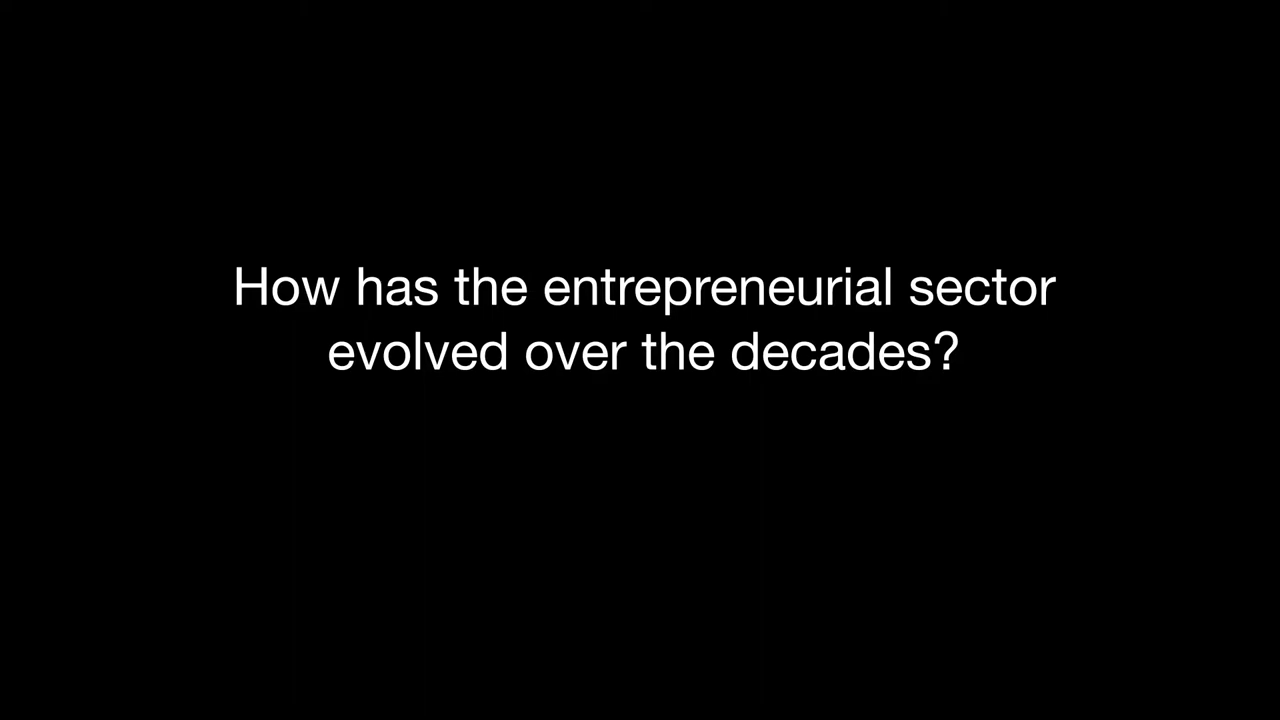 How has the entrepreneurial sector
evolved over the decades?